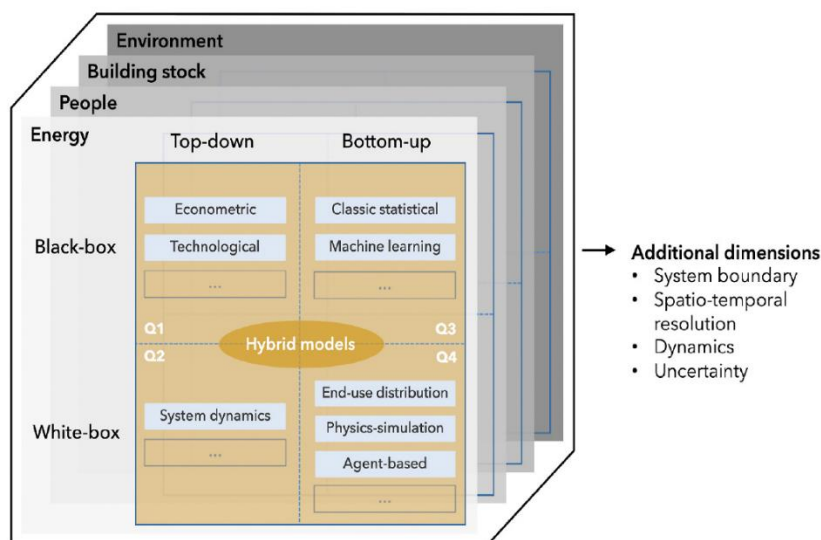 Environment
Building stock
People
Energy
Top-down
Bottom-up
Black-box
Econometric
Classic statistical
Technological
Machine learning
...
...
Q1
Q3
Hybrid models
Q2
Q4
White-box
System dynamics
...
End-use distribution
Physics-simulation
Agent-based
...
Additional dimensions
• System boundary
• Spatio-temporal
resolution
• Dynamics
• Uncertainty